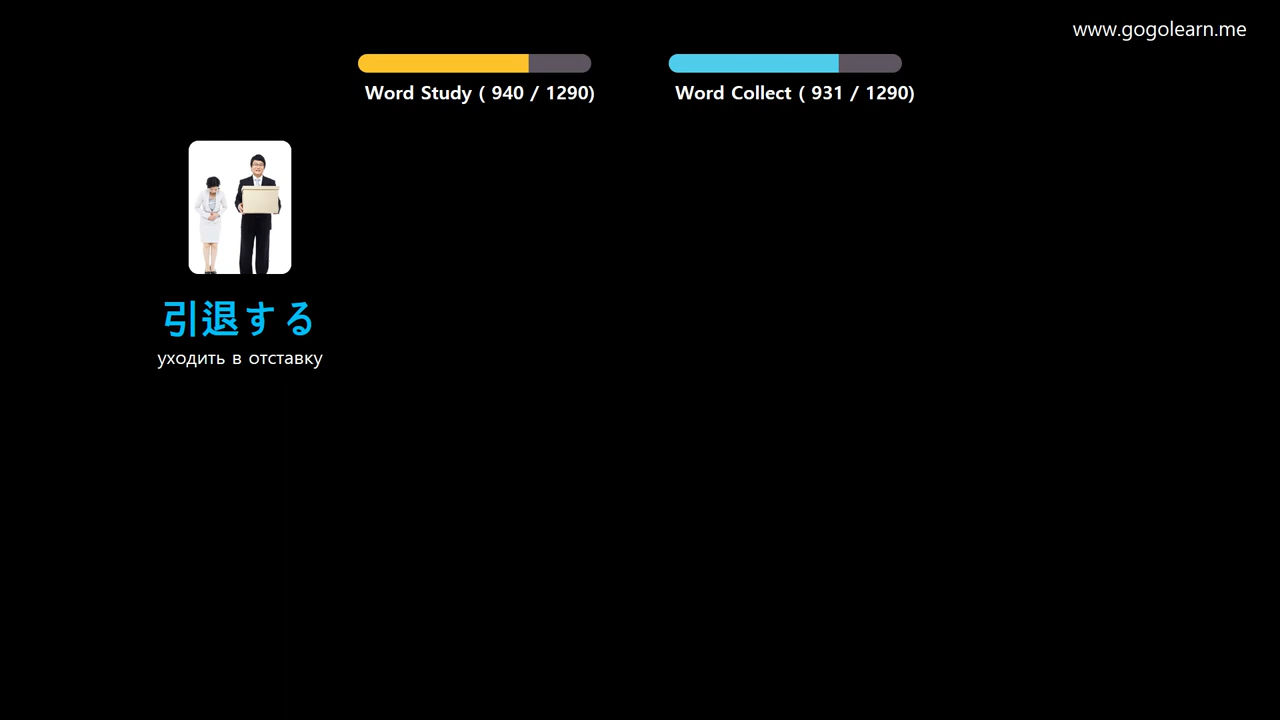 www.gogolearn.me
Word Study ( 940 / 1290)
Word Collect ( 931 / 1290)
引退する
уходить в отставку